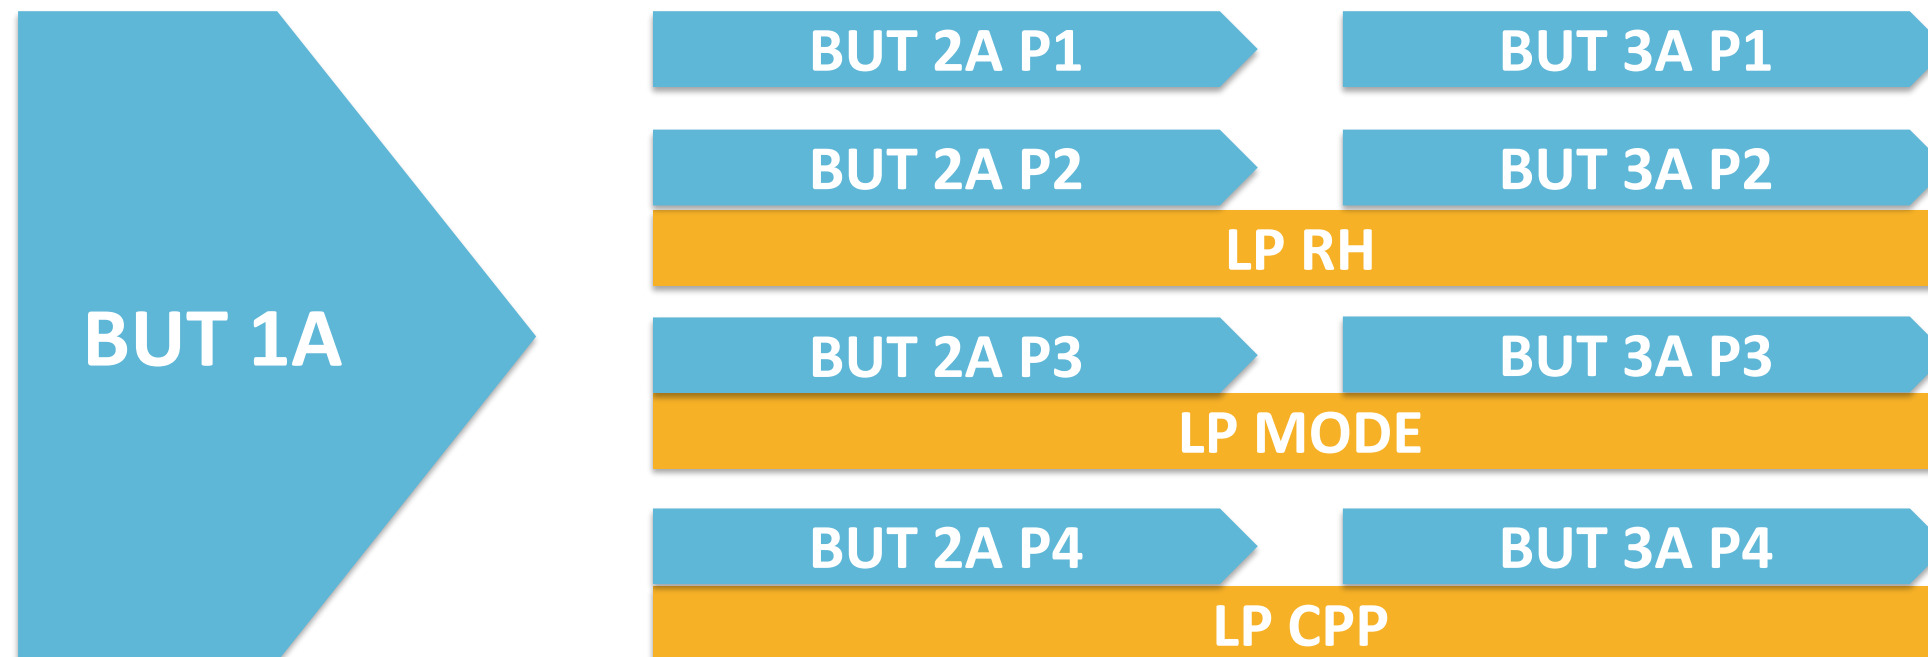 BUT 1A
BUT 2A P1
BUT 3A P1
BUT 2A P2
BUT 3A P2
LP RH
BUT 2A P3
BUT 3A P3
LP MODE
BUT 2A P4
BUT 3A P4
LP CPP